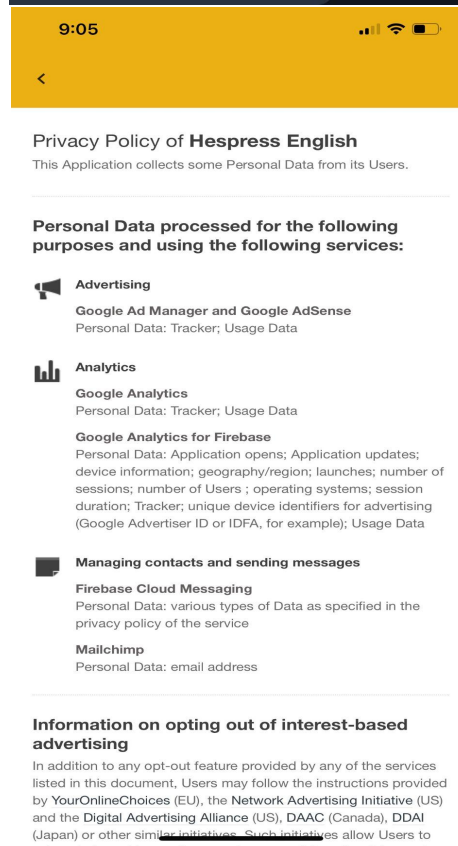 9:05
Privacy Policy of Hespress English
This Application collects some Personal Data from its Users.
Personal Data processed for the following
purposes and using the following services:
Advertising
Google Ad Manager and Google AdSense
Personal Data: Tracker; Usage Data
Analytics
Google Analytics
Personal Data: Tracker; Usage Data
Google Analytics for Firebase
Personal Data: Application opens; Application updates;
device information; geography/region; launches; number of
sessions; number of Users ; operating systems; session
duration; Tracker; unique device identifiers for advertising
(Google Advertiser ID or IDFA, for example); Usage Data
Managing contacts and sending messages
Firebase Cloud Messaging
Personal Data: various types of Data as specified in the
privacy policy of the service
Mailchimp
Personal Data: email address
Information on opting out of interest-based
advertising
In addition to any opt-out feature provided by any of the services
listed in this document, Users may follow the instructions provided
by YourOnlineChoices (EU), the Network Advertising Initiative (US)
and the Digital Advertising Alliance (US), DAAC (Canada), DDAI
(Japan) or other similar initiatives. Such initiatives allow Users to